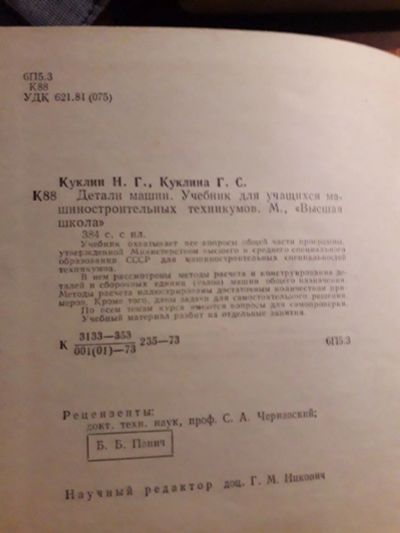 6П5.3
К88
УДК 621.81 (075)
Куклин Н. Г., Куклина Г. С.
К88 Детали машин. Учебник для учащихся ма-
шиностроительных техникумов. М., «Высшая
школа»
384 с. с ил.
Учебник охватывает все вопросы общей части программы,
утвержденной Министерством высшего и среднего специального
образования СССР для машиностроительных специальностей
техникумов.
В нем рассмотрены методы расчета и конструирования де-
талей и сборочных единиц (узлов) машин общего назначения.
Методы расчета иллюстрированы достаточным количеством при-
меров. Кроме того, даны задачи для самостоятельного решения.
По всем темам курса имеются вопросы для самопроверки.
Учебный материал разбит на отдельные занятия.
К 3133—353
001(01)—73 235—73 6П5.3
Рецензенты:
докт. техн. наук, проф. С. А. Чернавский;
Б. Б. Панич
Научный редактор доц. Г. М. Ицкович